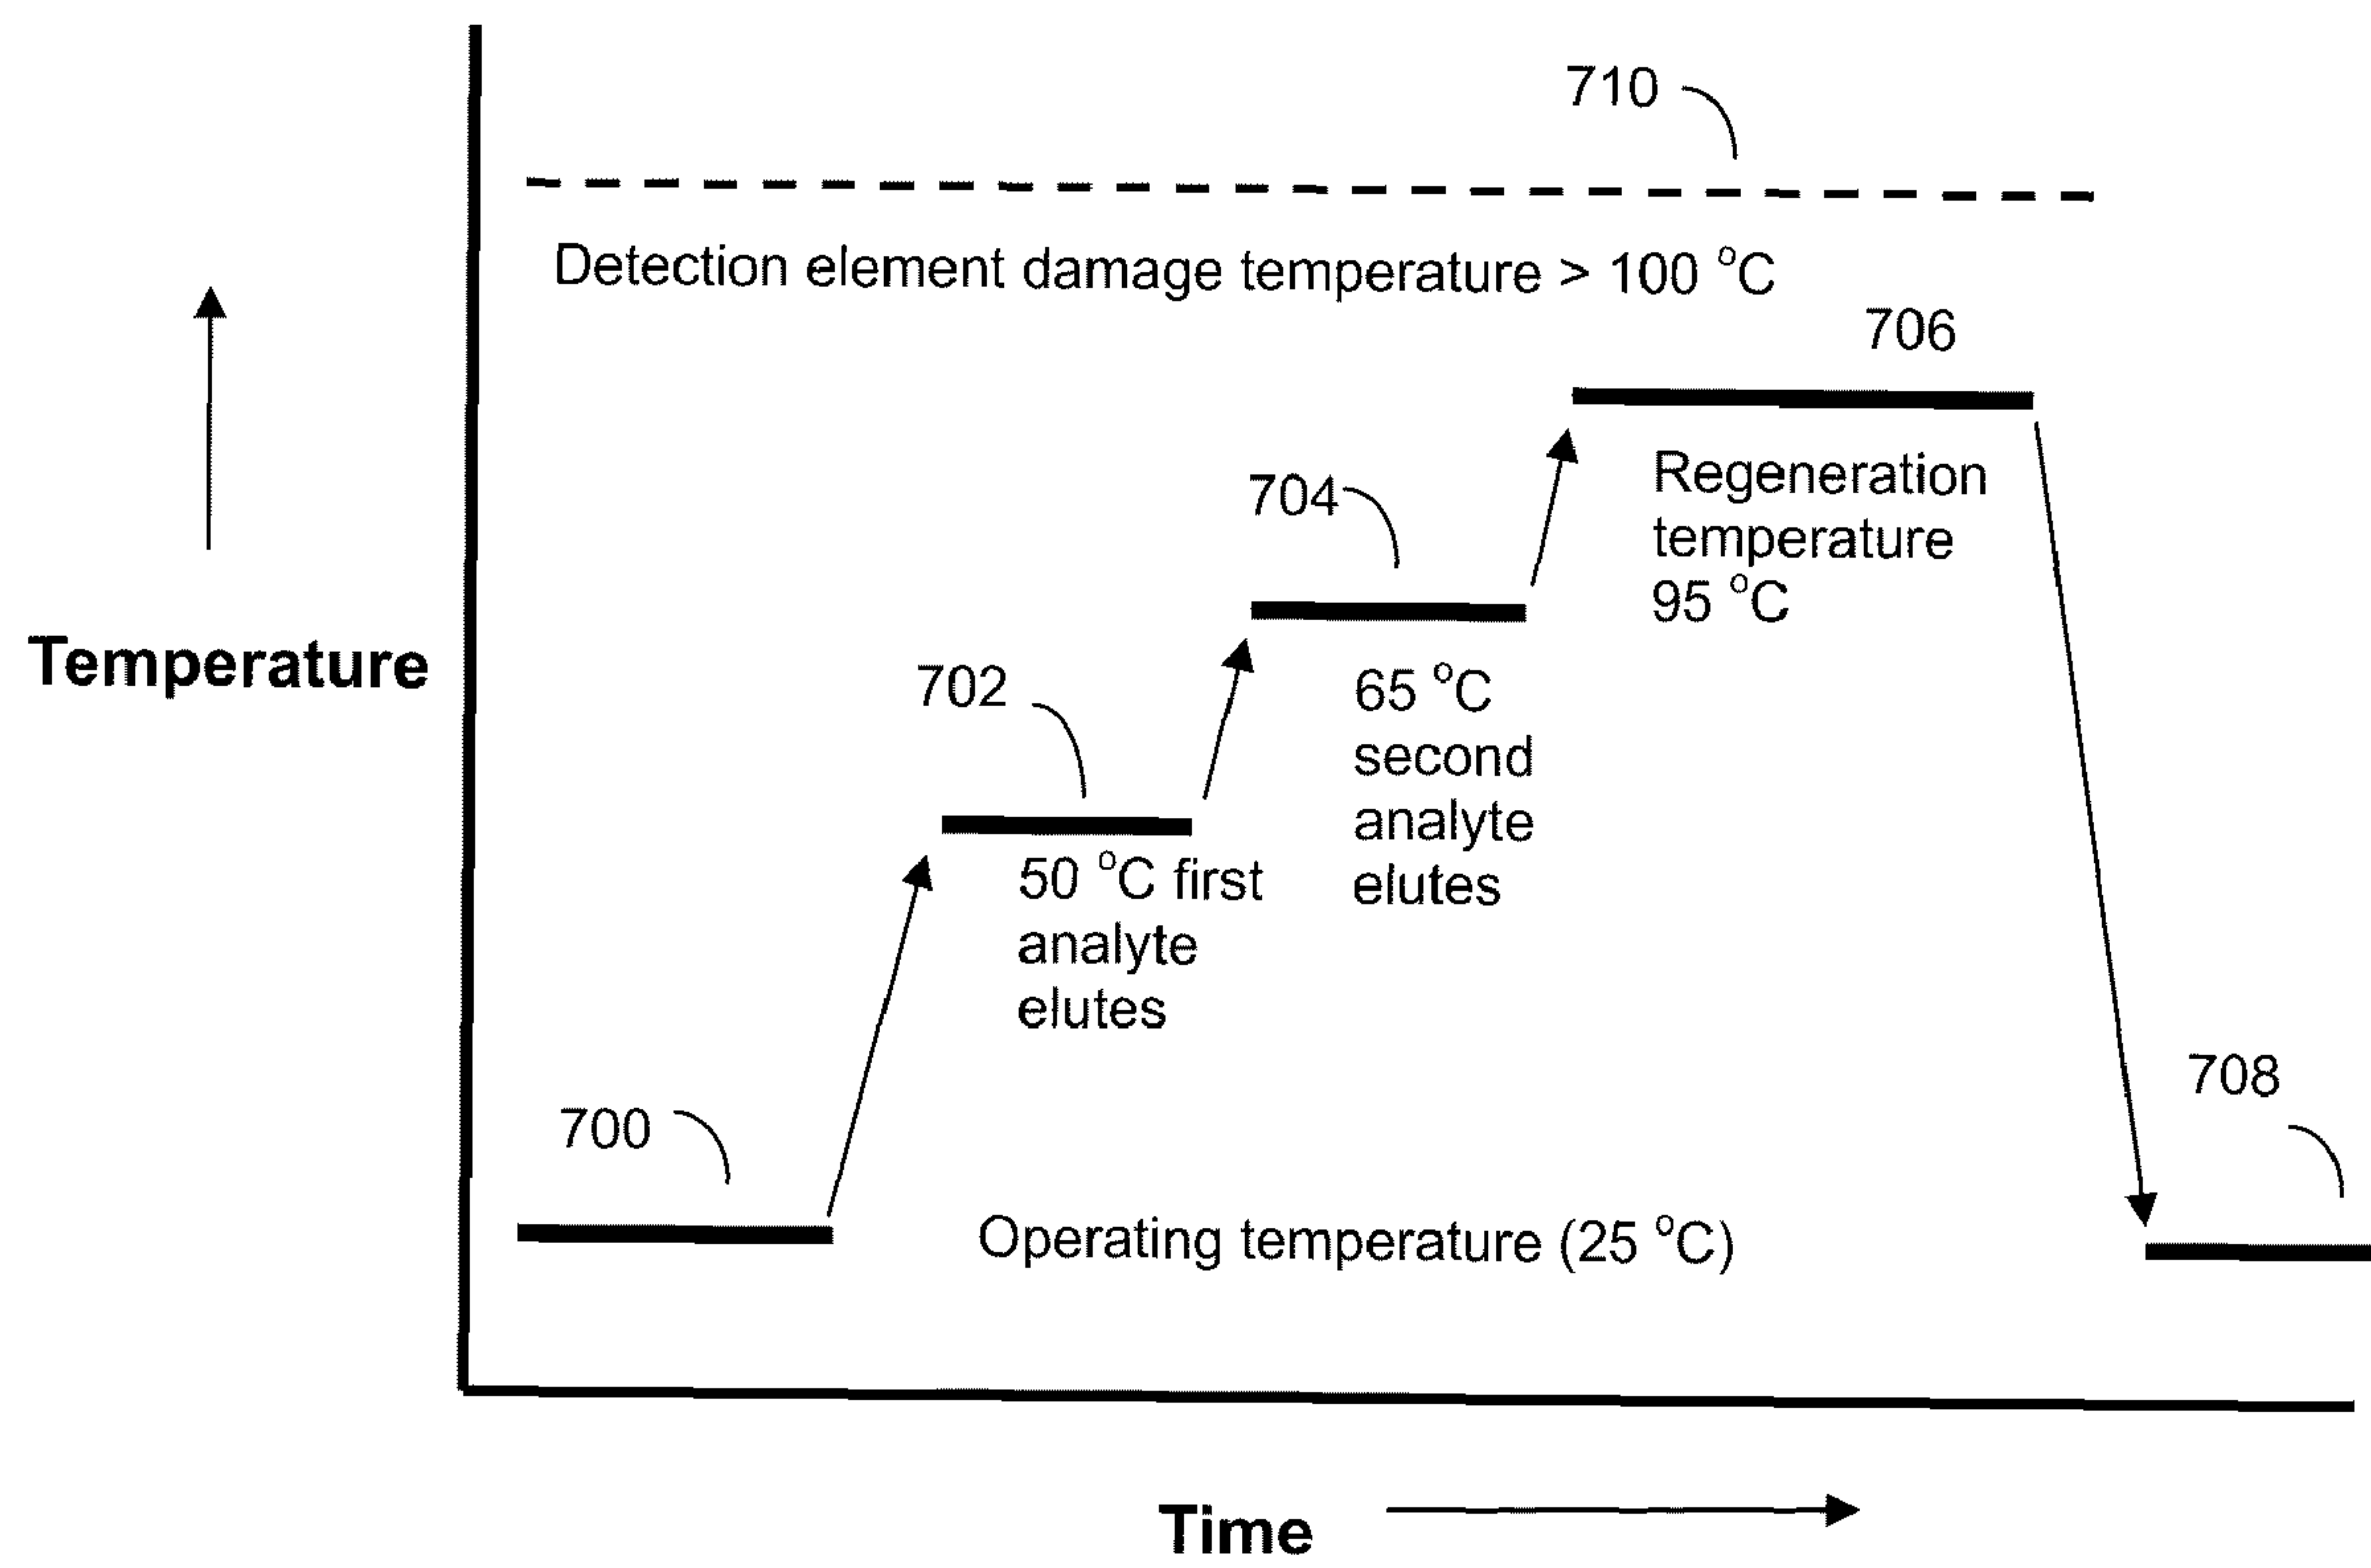 710
Detection element damage temperature > 100 °C
706
Regeneration
temperature
95 °C
704
Temperature
702
65 °C
second
analyte
elutes
50 °C first
analyte
elutes
708
700
Operating temperature (25 °C)
Time